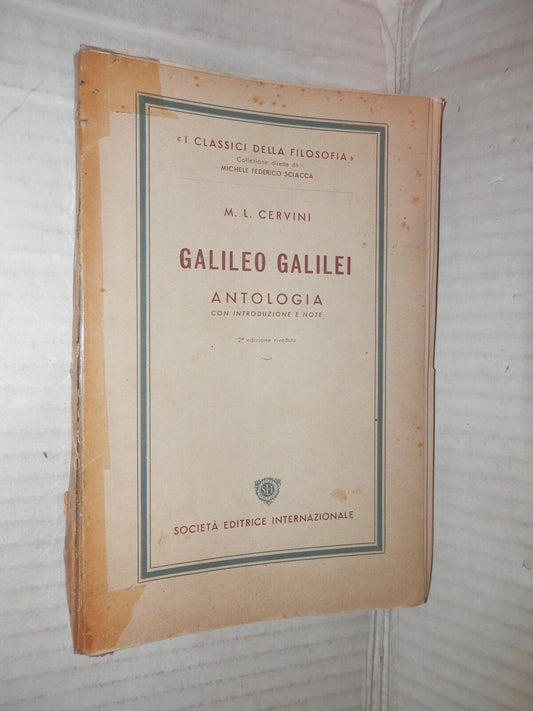 « I CLASSICI DELLA FILOSOFIA »
Collezione diretta da
MICHELE FEDERICO SCIACCA
M. L. CERVINI
GALILEO GALILEI
ANTOLOGIA
CON INTRODUZIONE E NOTE
2ª edizione riveduta
SEI
SOCIETÀ EDITRICE INTERNAZIONALE